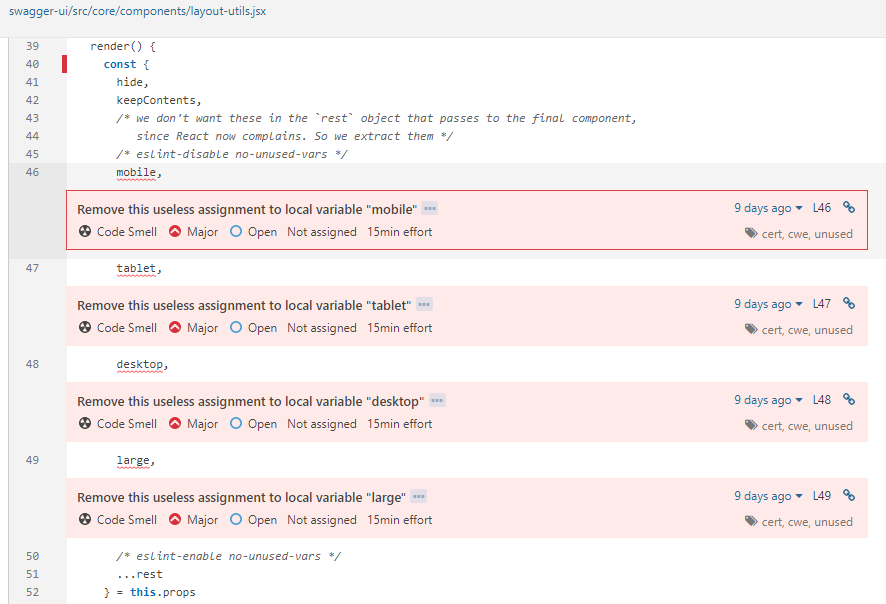 swagger-ui/src/core/components/layout-utils.jsx
39 render() {
40 const {
41 hide,
42 keepContents,
43 /* we don't want these in the `rest` object that passes to the final component,
44 since React now complains. So we extract them */
45 /* eslint-disable no-unused-vars */
46 mobile,
Remove this useless assignment to local variable "mobile" ... 9 days ago L46
Code Smell Major Open Not assigned 15min effort cert, cwe, unused
47 tablet,
Remove this useless assignment to local variable "tablet" ... 9 days ago L47
Code Smell Major Open Not assigned 15min effort cert, cwe, unused
48 desktop,
Remove this useless assignment to local variable "desktop" ... 9 days ago L48
Code Smell Major Open Not assigned 15min effort cert, cwe, unused
49 large,
Remove this useless assignment to local variable "large" ... 9 days ago L49
Code Smell Major Open Not assigned 15min effort cert, cwe, unused
50 /* eslint-enable no-unused-vars */
51 ...rest
52 } = this.props